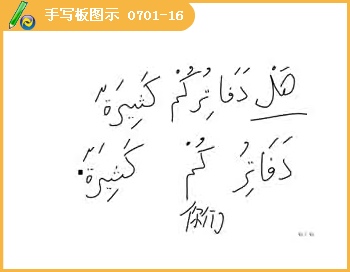 手写板图示 0701-16
هَلْ دَفَاتِرُكُمْ كَثِيرَةٌ
دَفَاتِرُ كُمْ كَثِيرَةٌ
你们